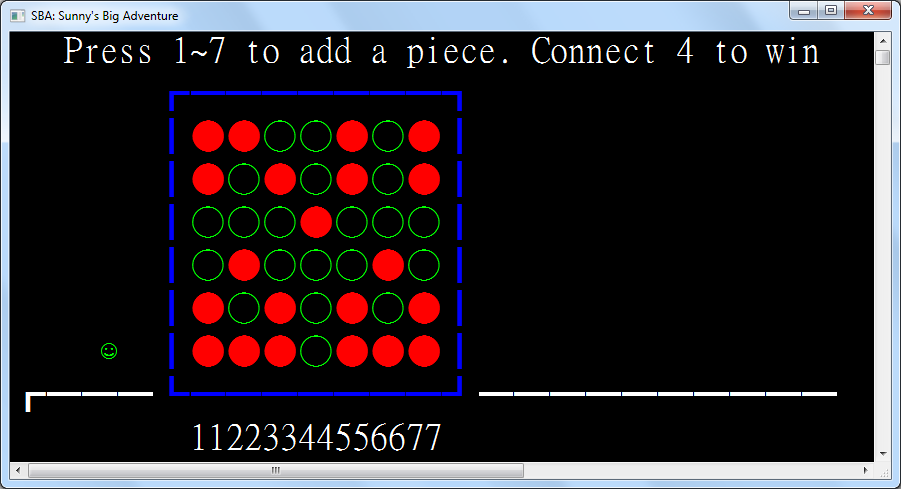 SBA: Sunny's Big Adventure
Press 1~7 to add a piece. Connect 4 to win
11223344556677